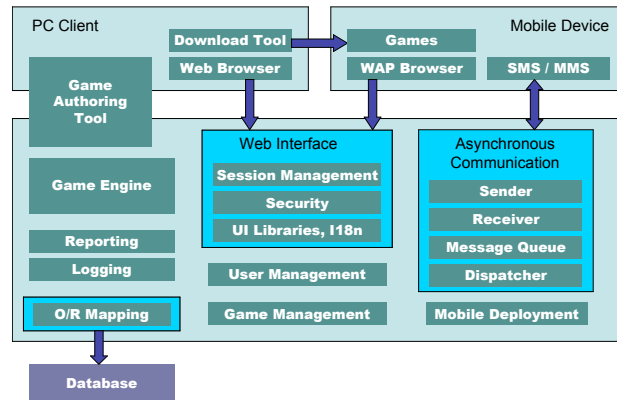 PC Client
Mobile Device
Download Tool
Games
Web Browser
WAP Browser
SMS / MMS
Game
Authoring
Tool
Web Interface
Asynchronous
Communication
Session Management
Security
UI Libraries, I18n
Sender
Receiver
Message Queue
Dispatcher
Game Engine
Reporting
Logging
User Management
O/R Mapping
Game Management
Mobile Deployment
Database